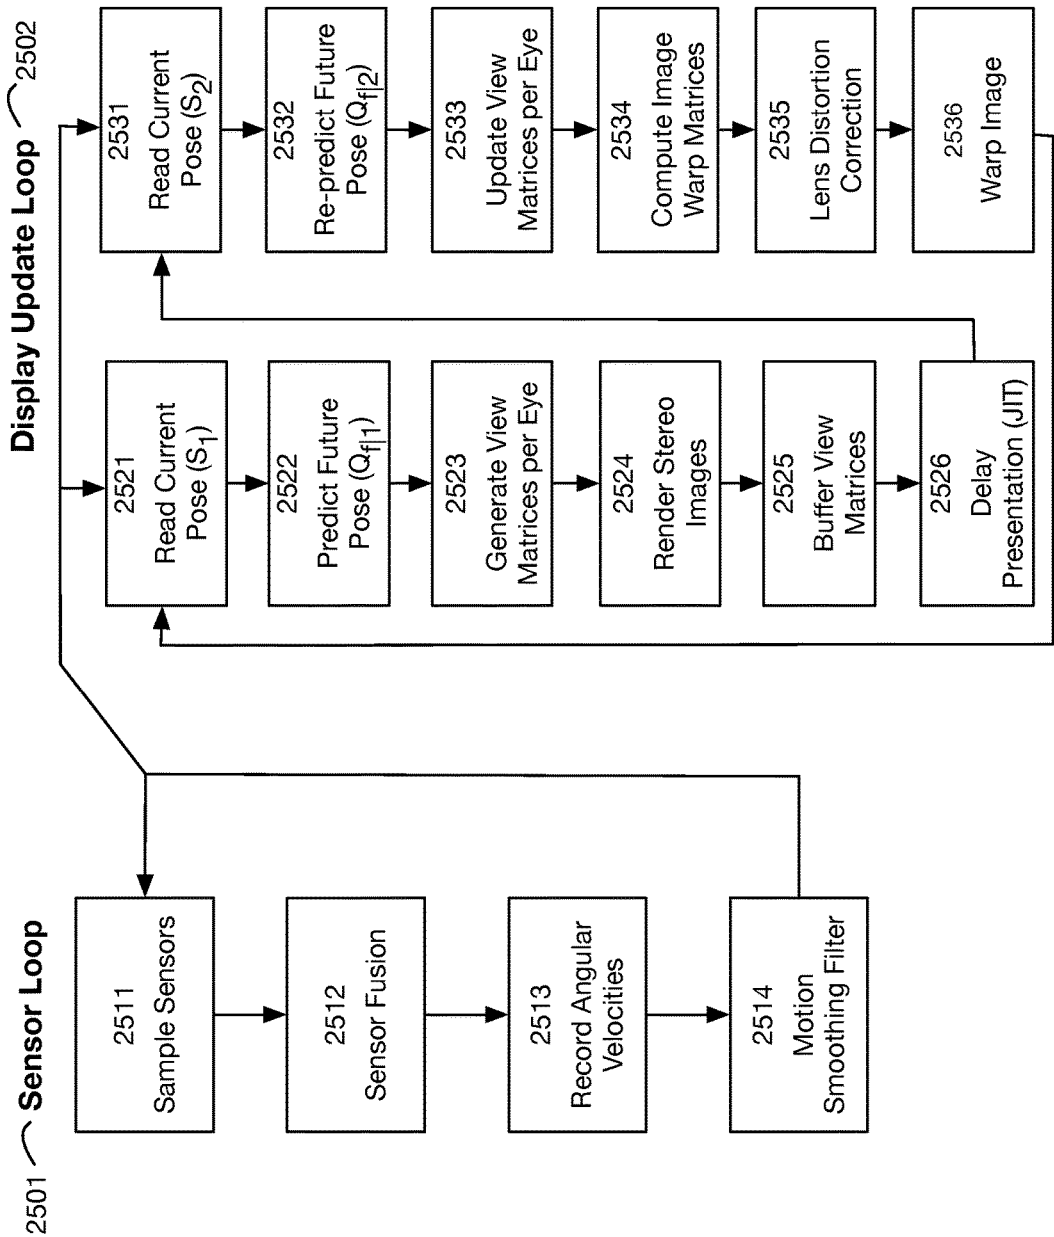 2501
Sensor Loop
2511
Sample Sensors
2512
Sensor Fusion
2513
Record Angular
Velocities
2514
Motion
Smoothing Filter
Display Update Loop
2502
2521
Read Current
Pose (S1)
2522
Predict Future
Pose (Qf|1)
2523
Generate View
Matrices per Eye
2524
Render Stereo
Images
2525
Buffer View
Matrices
2526
Delay
Presentation (JIT)
2531
Read Current
Pose (S2)
2532
Re-predict Future
Pose (Qf|2)
2533
Update View
Matrices per Eye
2534
Compute Image
Warp Matrices
2535
Lens Distortion
Correction
2536
Warp Image